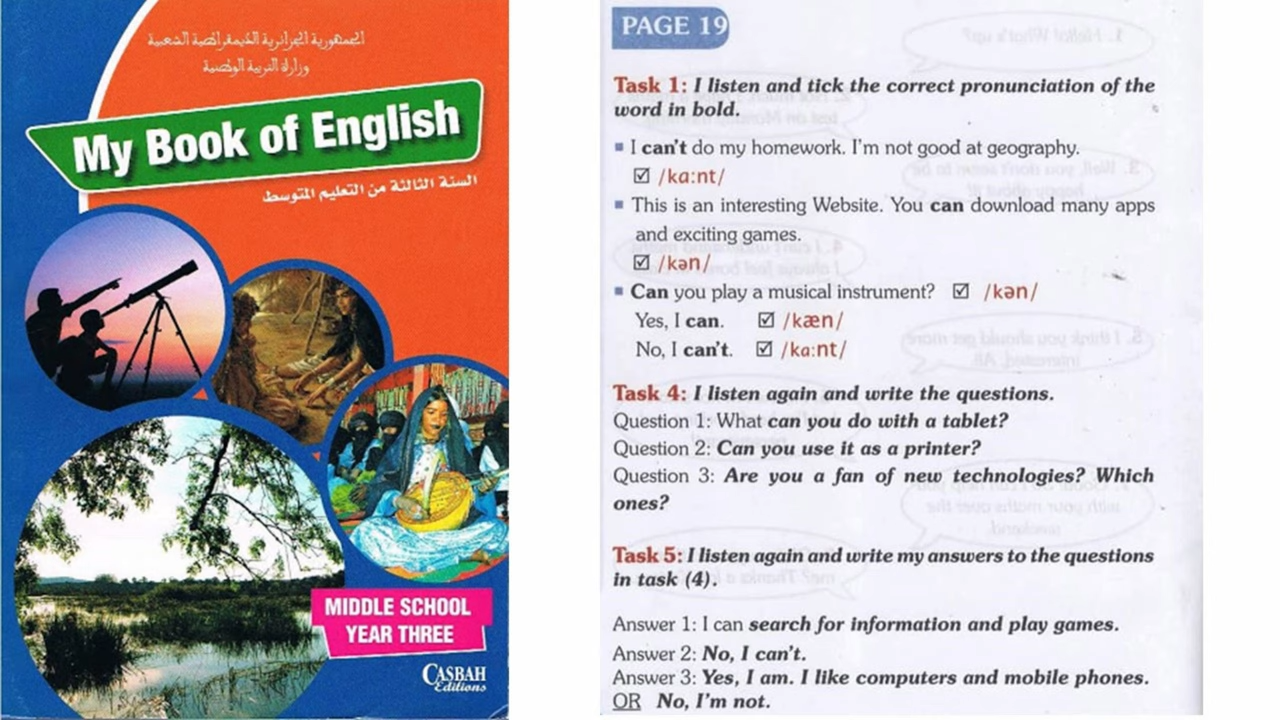 الجمهورية الجزائرية الديمقراطية الشعبية
وزارة التربية الوطنية
My Book of English
السنة الثالثة من التعليم المتوسط
MIDDLE SCHOOL
YEAR THREE
CASBAH
Editions
PAGE 19
Task 1: I listen and tick the correct pronunciation of the
word in bold.
▪ I can't do my homework. I'm not good at geography.
☑ /kɑ:nt/
▪ This is an interesting Website. You can download many apps
and exciting games.
☑ /kən/
▪ Can you play a musical instrument? ☑ /kən/
Yes, I can. ☑ /kæn/
No, I can't. ☑ /kɑ:nt/
Task 4: I listen again and write the questions.
Question 1: What can you do with a tablet?
Question 2: Can you use it as a printer?
Question 3: Are you a fan of new technologies? Which
ones?
Task 5: I listen again and write my answers to the questions
in task (4).
Answer 1: I can search for information and play games.
Answer 2: No, I can't.
Answer 3: Yes, I am. I like computers and mobile phones.
OR No, I'm not.